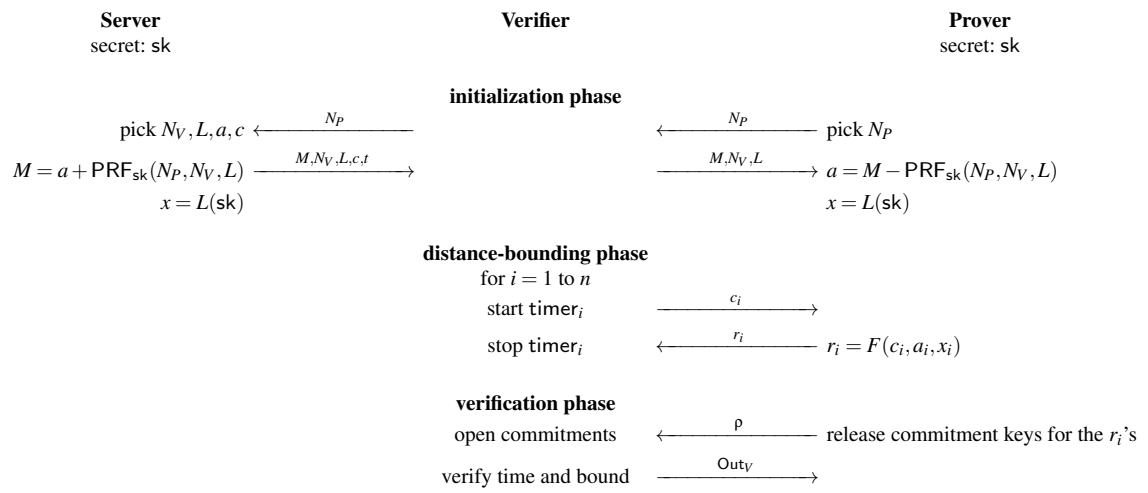 Server Verifier Prover
secret: sk secret: sk
initialization phase
pick N_V, L, a, c ←N_P ←N_P pick N_P
M = a + PRF_sk(N_P, N_V, L) M,N_V,L,c,t→ M,N_V,L→ a = M − PRF_sk(N_P, N_V, L)
x = L(sk) x = L(sk)
distance-bounding phase
for i = 1 to n
start timer_i c_i→
stop timer_i ←r_i r_i = F(c_i, a_i, x_i)
verification phase
open commitments ←ρ release commitment keys for the r_i's
verify time and bound Out_V→